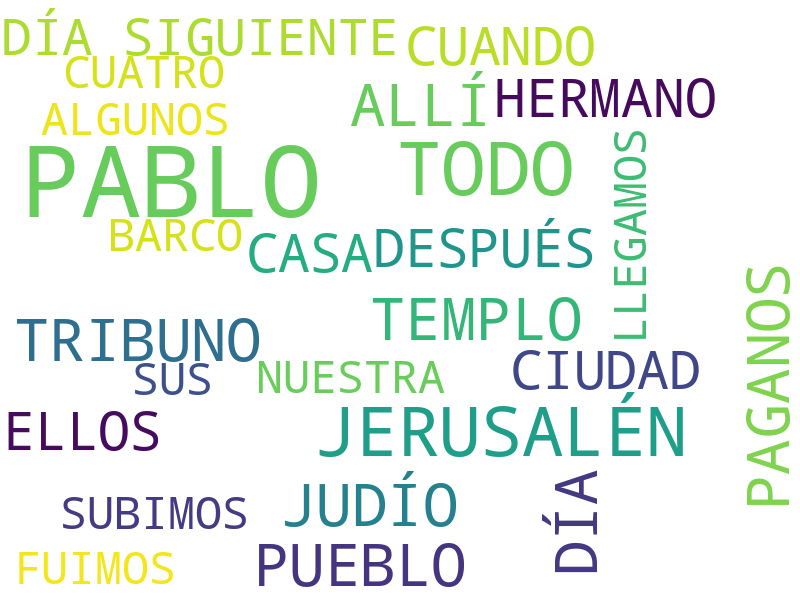 DÍA SIGUIENTE
CUANDO
CUATRO
HERMANO
ALLÍ
ALGUNOS
PABLO
TODO
LLEGAMOS
BARCO
CASA
DESPUÉS
TEMPLO
PAGANOS
TRIBUNO
SUS
NUESTRA
CIUDAD
ELLOS
JERUSALÉN
SUBIMOS
JUDÍO
DÍA
FUIMOS
PUEBLO